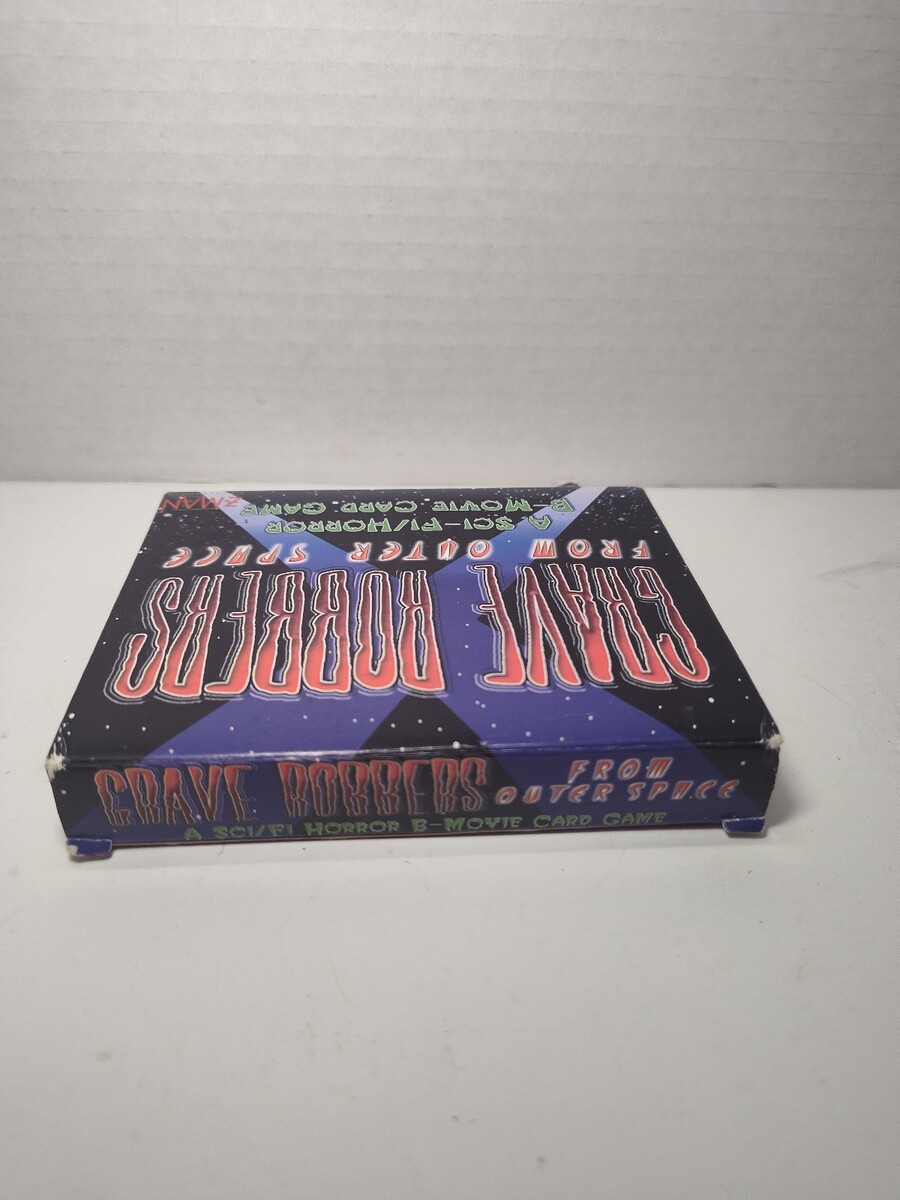 Z-MAN
A SCI-FI/HORROR
B MOVIE CARD GAME
GRAVE ROBBERS
FROM OUTER SPACE
GRAVE ROBBERS FROM
OUTER SPACE
A SCI/FI HORROR B-MOVIE CARD GAME